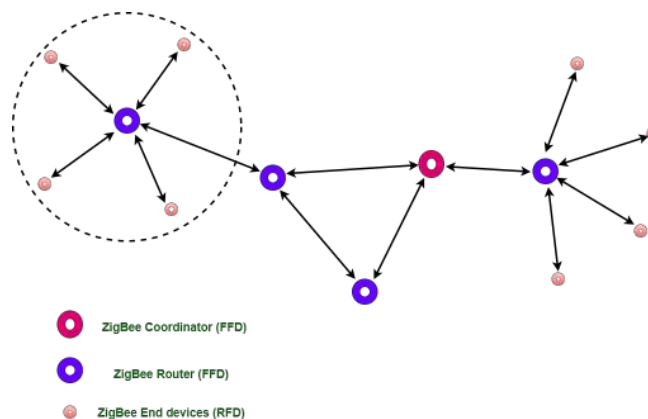 ZigBee Coordinator (FFD)
ZigBee Router (FFD)
ZigBee End devices (RFD)